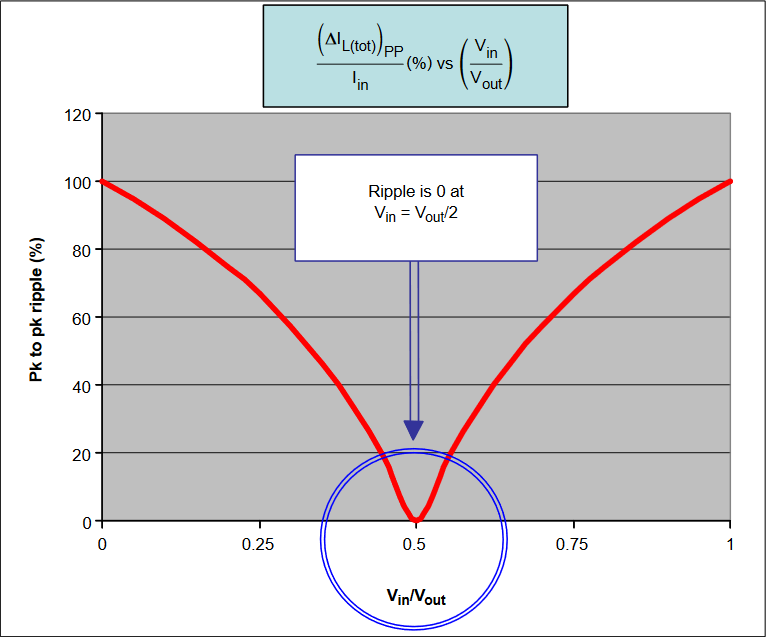 (ΔI_L(tot))_PP / I_in (%) vs (V_in / V_out)
120
100
80
60
40
20
0
Pk to pk ripple (%)
Ripple is 0 at
V_in = V_out/2
0 0.25 0.5 0.75 1
V_in/V_out